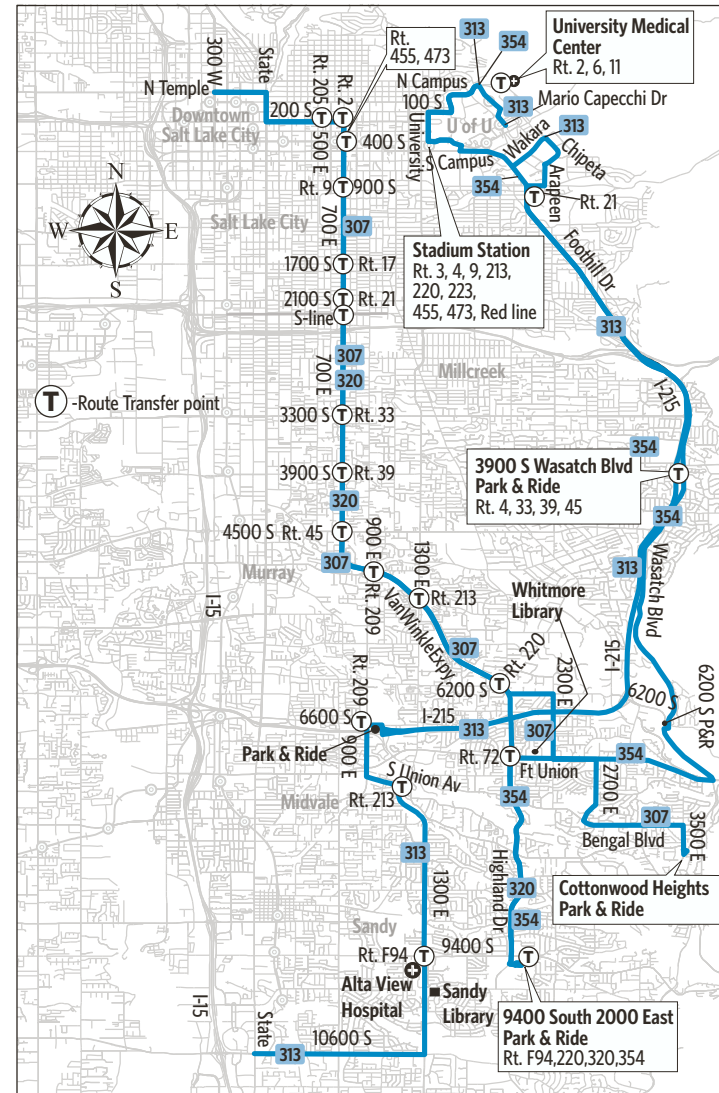 313
354
University Medical
Center
Rt. 2, 6, 11
Rt.
455, 473
300 W
State
N Temple
Rt. 205
Rt. 2
N Campus
100 S
313
Mario Capecchi Dr
Downtown
Salt Lake City
200 S
T
T
T
U of U
313
500 E
T
400 S
University
S Campus
Wakara
Chipeta
N
W
E
S
Rt. 9
T
900 S
354
Arapeen
T
Rt. 21
Salt Lake City
700 E
307
Stadium Station
Rt. 3, 4, 9, 213,
220, 223,
455, 473, Red line
Foothill Dr
1700 S
T
Rt. 17
2100 S
T
Rt. 21
S-line
T
313
307
320
700 E
Millcreek
I-215
T
-Route Transfer point
3300 S
T
Rt. 33
354
3900 S
T
Rt. 39
3900 S Wasatch Blvd
Park & Ride
Rt. 4, 33, 39, 45
T
320
354
4500 S
Rt. 45
T
900 E
Wasatch Blvd
313
307
Murray
T
Rt. 209
1300 E
T
Rt. 213
Whitmore
Library
I-15
VanWinkleExpy
307
I-215
Rt. 220
T
6200 S
2300 E
6200 S
6200 S P&R
Rt. 209
6600 S
T
I-215
313
307
Park & Ride
900 E
Rt. 72
T
Ft Union
354
S Union Av
T
Rt. 213
Midvale
354
2700 E
307
Bengal Blvd
3500 E
313
1300 E
Highland Dr
320
354
Cottonwood Heights
Park & Ride
Sandy
Rt. F94
T
9400 S
T
Alta View
Hospital
Sandy
Library
I-15
State
10600 S
313
9400 South 2000 East
Park & Ride
Rt. F94,220,320,354